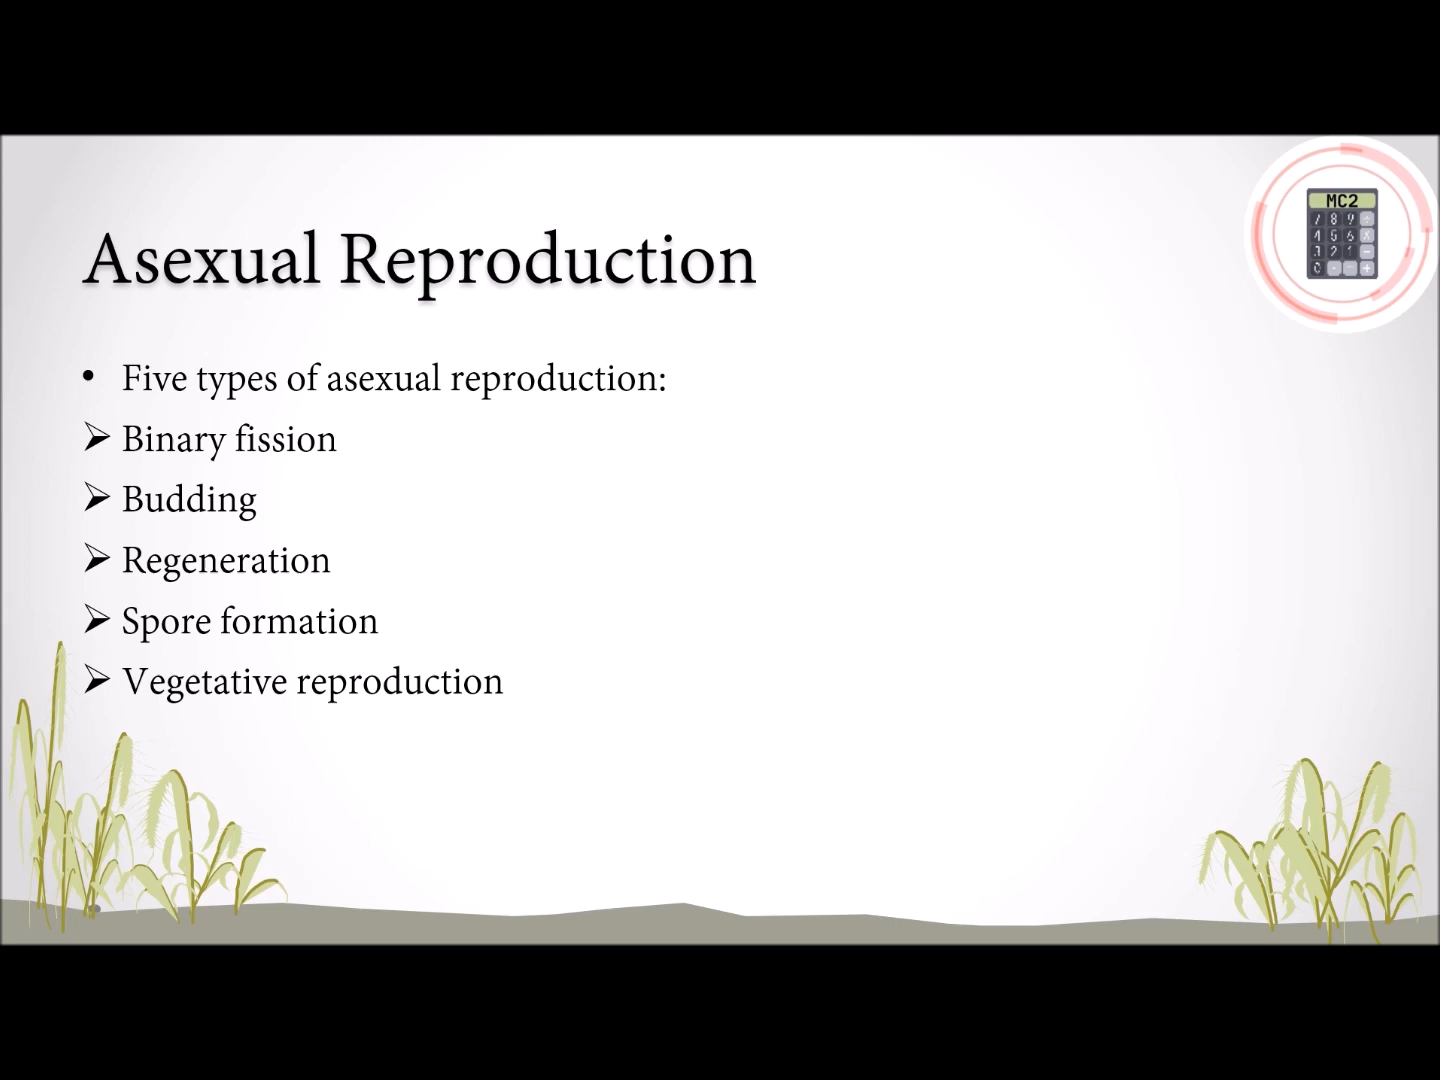 MC2
Asexual Reproduction
• Five types of asexual reproduction:
➢ Binary fission
➢ Budding
➢ Regeneration
➢ Spore formation
➢ Vegetative reproduction